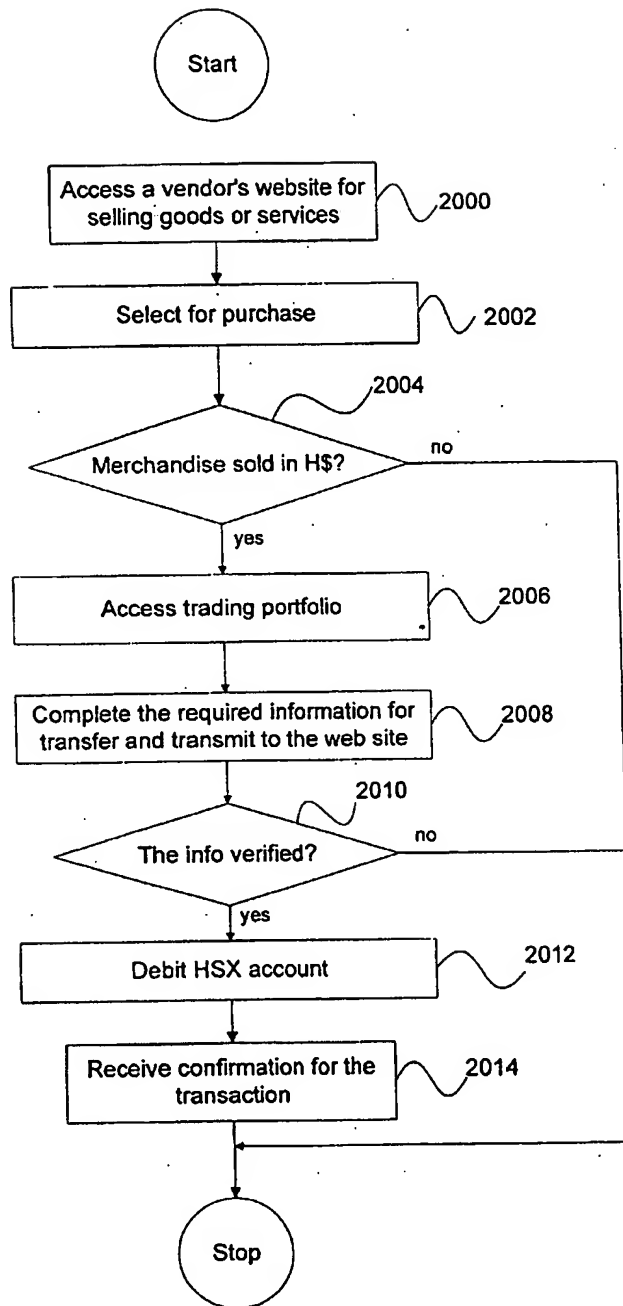 Start
Access a vendor's website for
selling goods or services
2000
Select for purchase
2002
2004
Merchandise sold in H$?
no
yes
Access trading portfolio
2006
Complete the required information for
transfer and transmit to the web site
2008
2010
The info verified?
no
yes
Debit HSX account
2012
Receive confirmation for the
transaction
2014
Stop